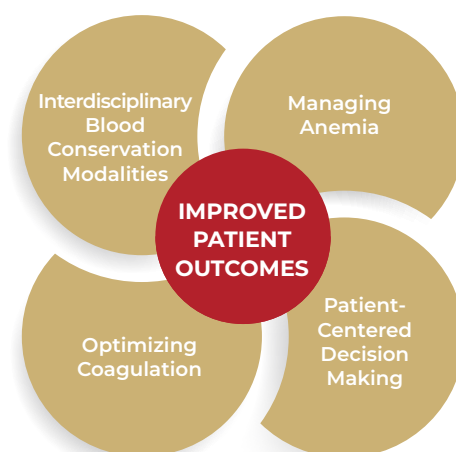 Interdisciplinary
Blood
Conservation
Modalities
Managing
Anemia
IMPROVED
PATIENT
OUTCOMES
Optimizing
Coagulation
Patient-
Centered
Decision
Making